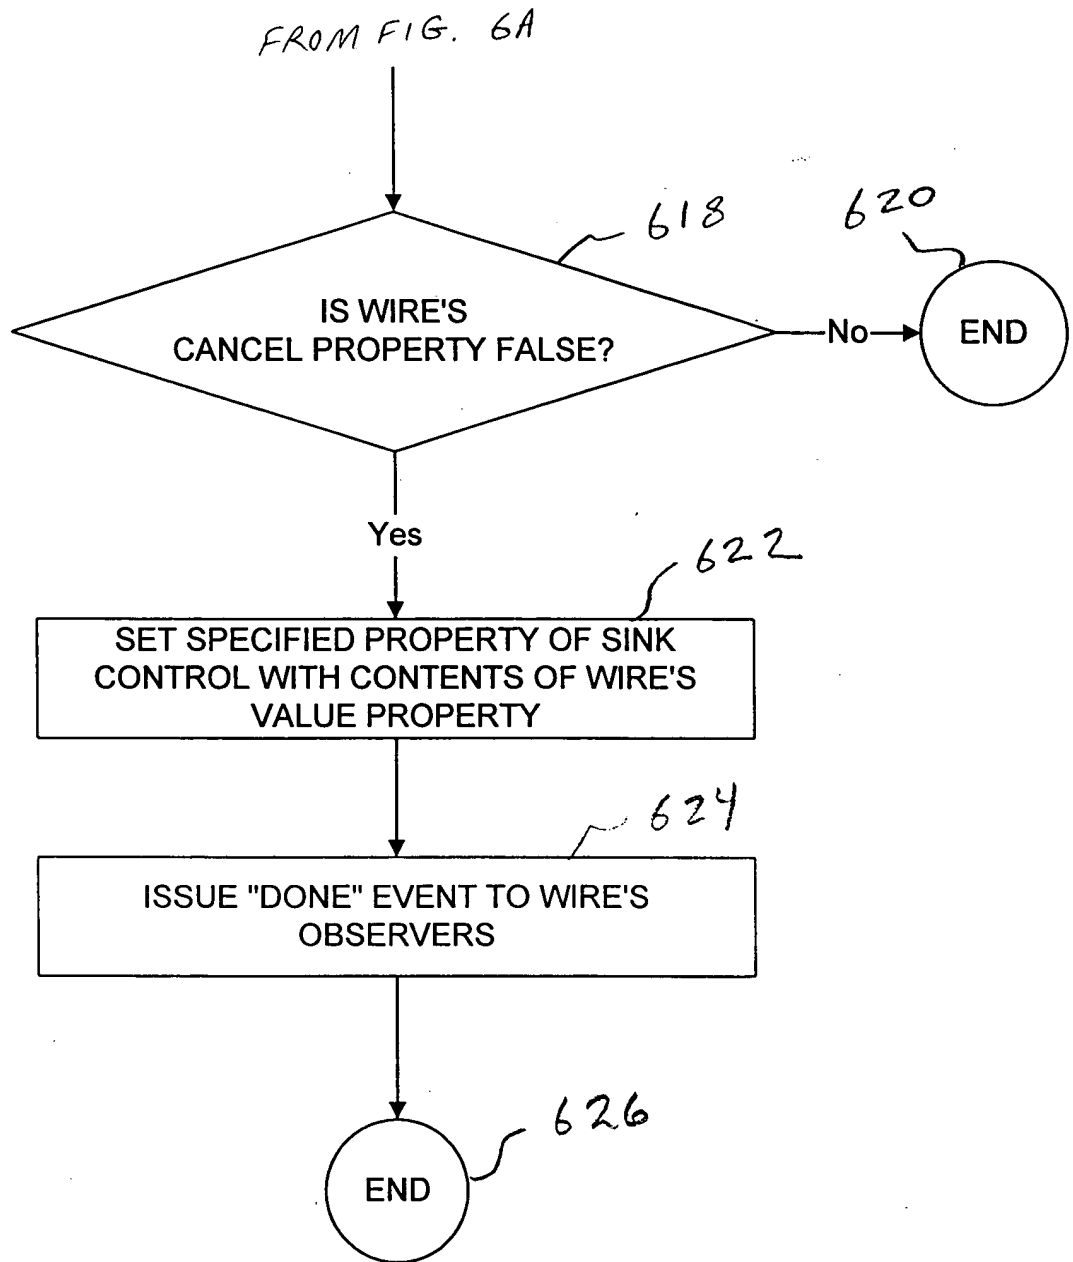 FROM FIG. 6A
618
620
IS WIRE'S
CANCEL PROPERTY FALSE?
No
END
Yes
622
SET SPECIFIED PROPERTY OF SINK
CONTROL WITH CONTENTS OF WIRE'S
VALUE PROPERTY
624
ISSUE "DONE" EVENT TO WIRE'S
OBSERVERS
626
END